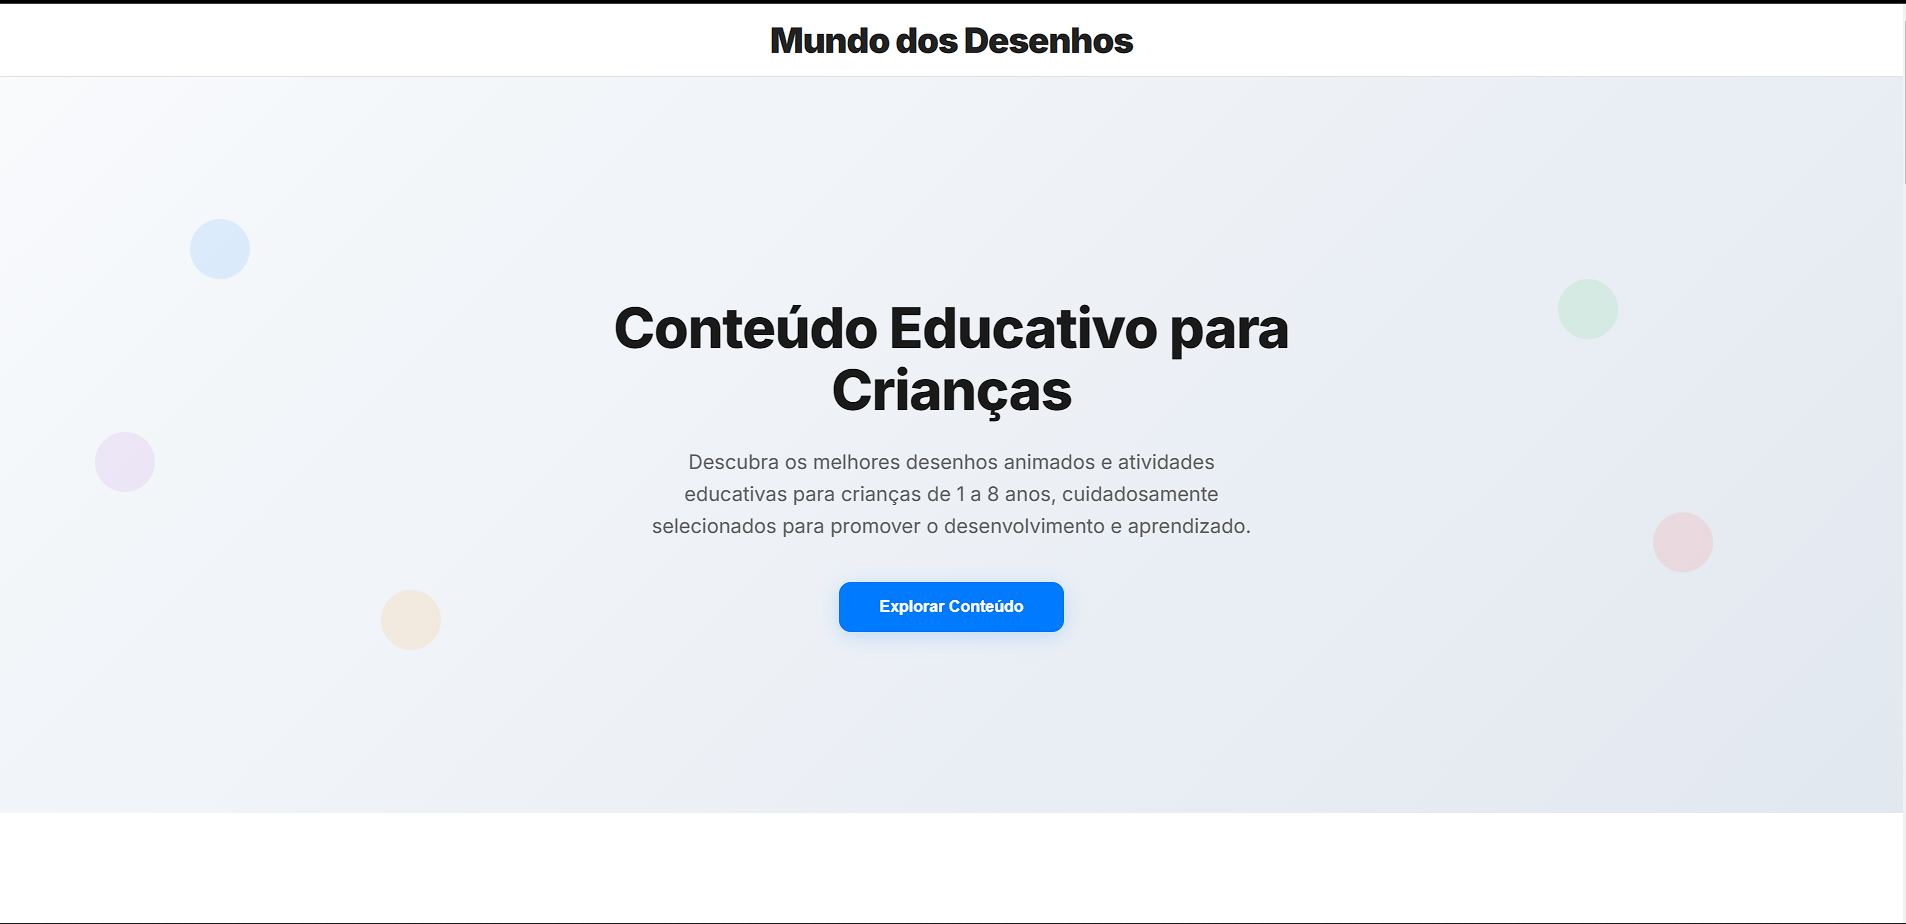 Mundo dos Desenhos
Conteúdo Educativo para
Crianças
Descubra os melhores desenhos animados e atividades
educativas para crianças de 1 a 8 anos, cuidadosamente
selecionados para promover o desenvolvimento e aprendizado.
Explorar Conteúdo